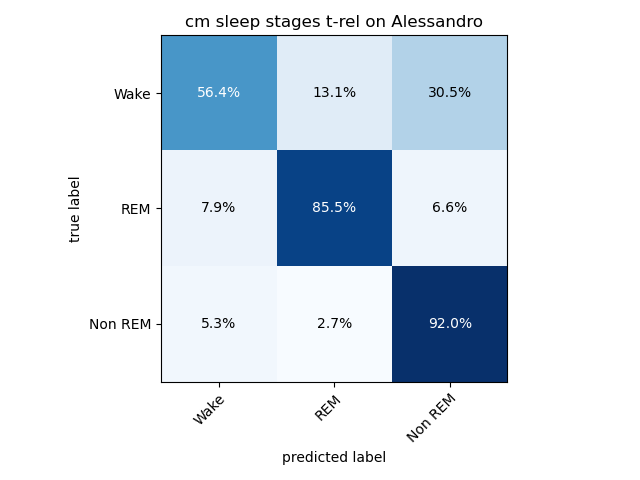 cm sleep stages t-rel on Alessandro
Wake 56.4% 13.1% 30.5%
REM 7.9% 85.5% 6.6%
Non REM 5.3% 2.7% 92.0%
true label
Wake REM Non REM
predicted label